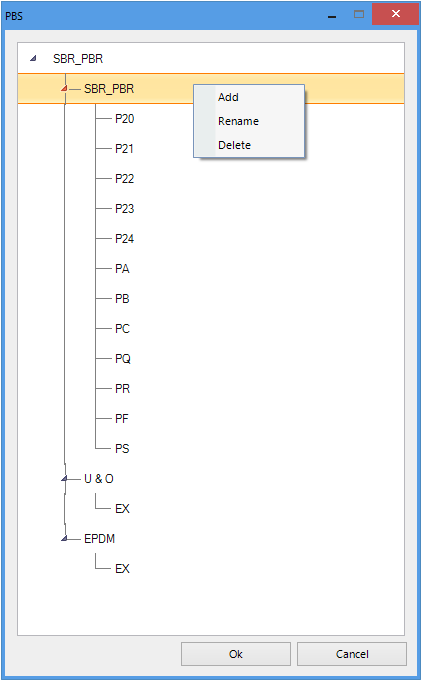 PBS
SBR_PBR
SBR_PBR
Add
Rename
Delete
P20
P21
P22
P23
P24
PA
PB
PC
PQ
PR
PF
PS
U & O
EX
EPDM
EX
Ok
Cancel